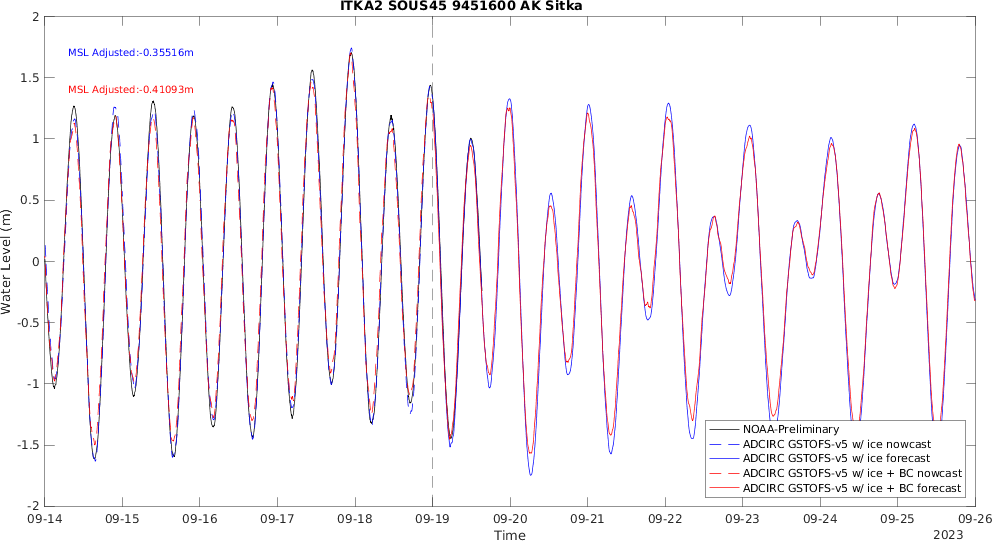 ITKA2 SOUS45 9451600 AK Sitka
MSL Adjusted:-0.35516m
MSL Adjusted:-0.41093m
Water Level (m)
2
1.5
1
0.5
0
-0.5
-1
-1.5
-2
NOAA-Preliminary
ADCIRC GSTOFS-v5 w/ ice nowcast
ADCIRC GSTOFS-v5 w/ ice forecast
ADCIRC GSTOFS-v5 w/ ice + BC nowcast
ADCIRC GSTOFS-v5 w/ ice + BC forecast
09-14 09-15 09-16 09-17 09-18 09-19 09-20 09-21 09-22 09-23 09-24 09-25 09-26
Time
2023